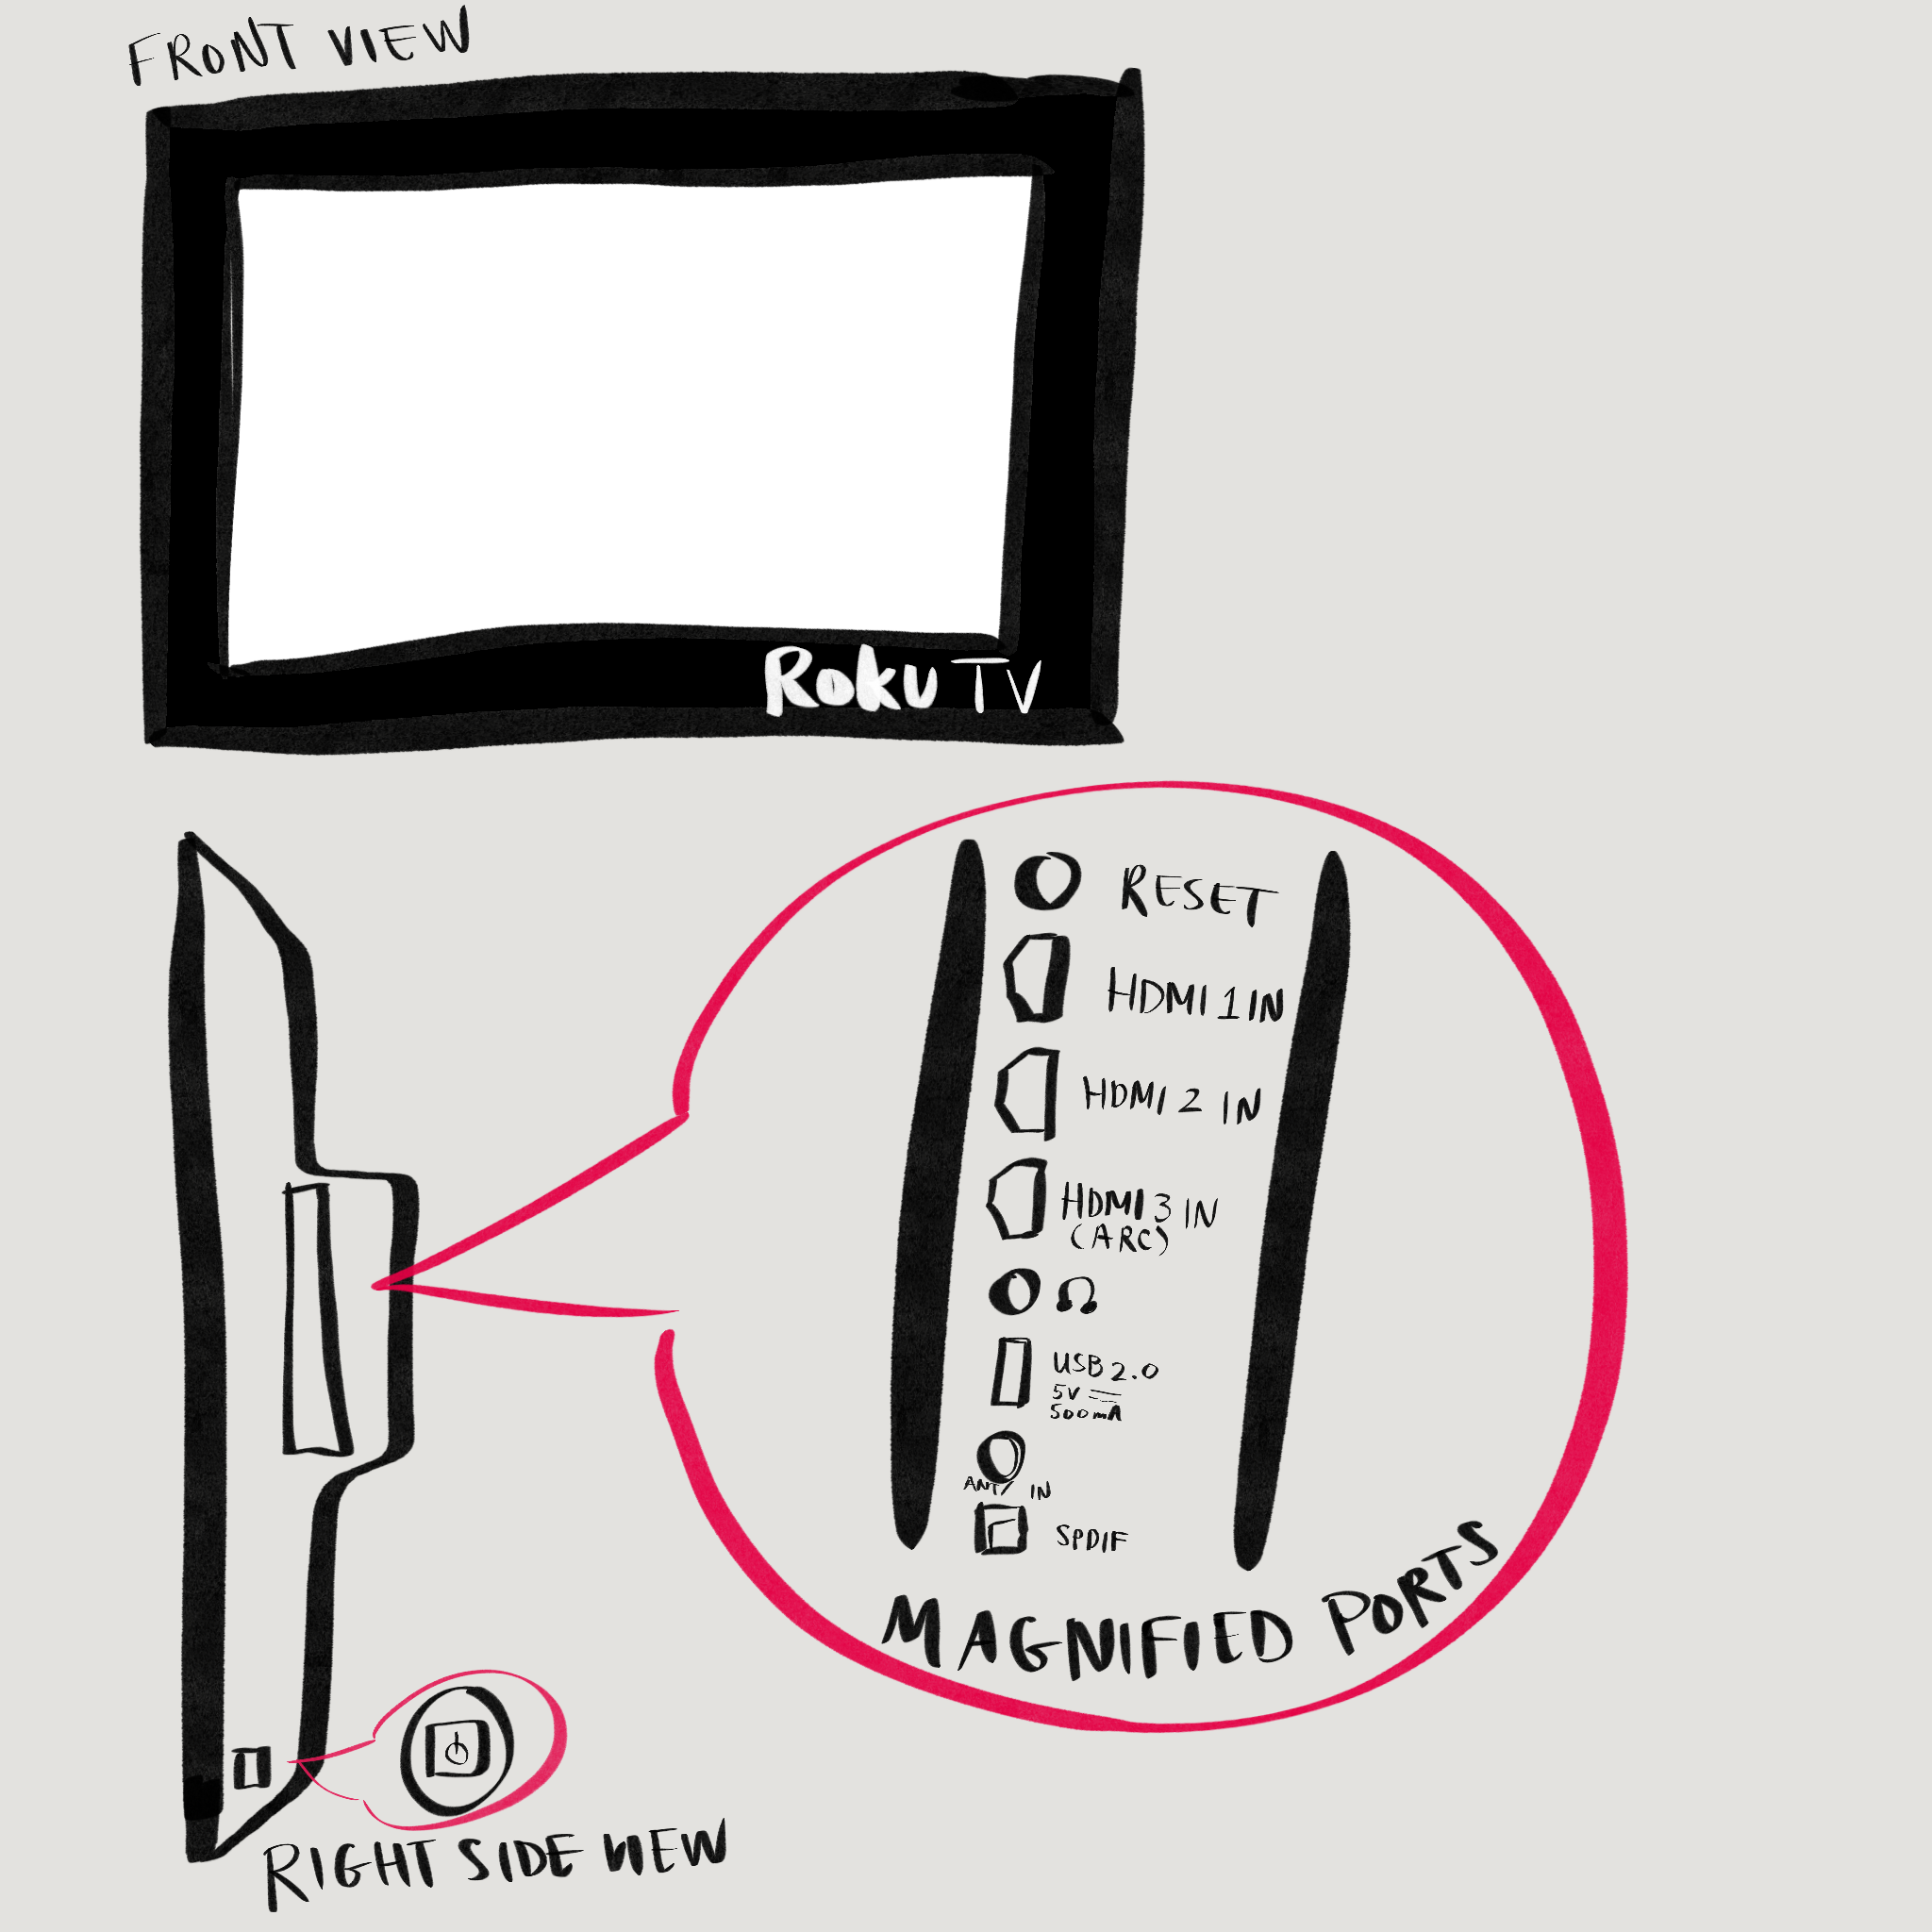 FRONT VIEW
Roku TV
RESET
HDMI 1 IN
HDMI 2 IN
HDMI 3 IN
(ARC)
USB 2.0
5V
500mA
ANT/ IN
SPDIF
MAGNIFIED PORTS
RIGHT SIDE VIEW